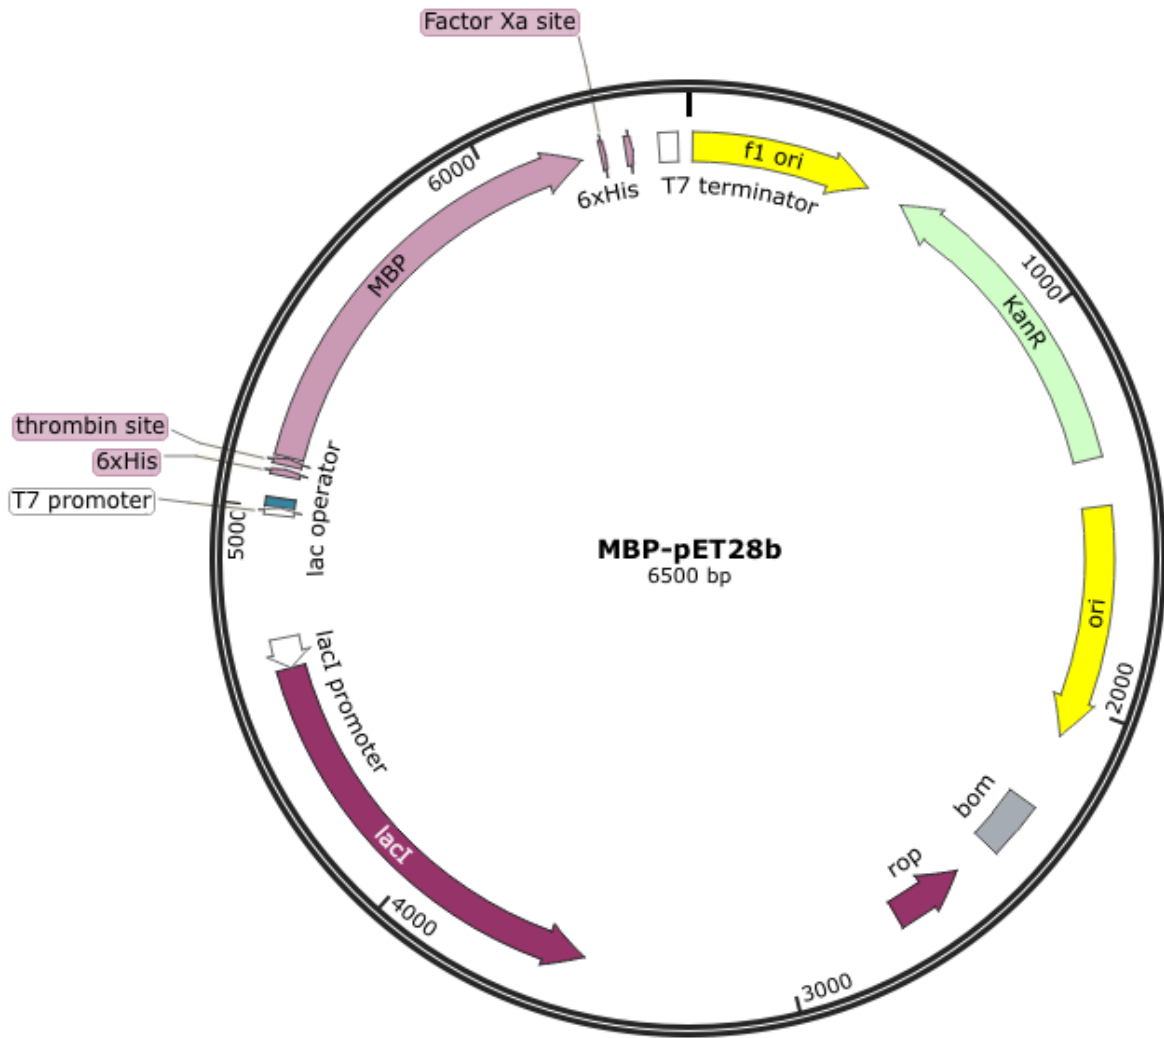 Factor Xa site
6000
f1 ori
6xHis
T7 terminator
MBP
1000
KanR
thrombin site
6xHis
T7 promoter
lac operator
5000
MBP-pET28b
6500 bp
ori
lacI promoter
2000
bom
rop
lacI
4000
3000